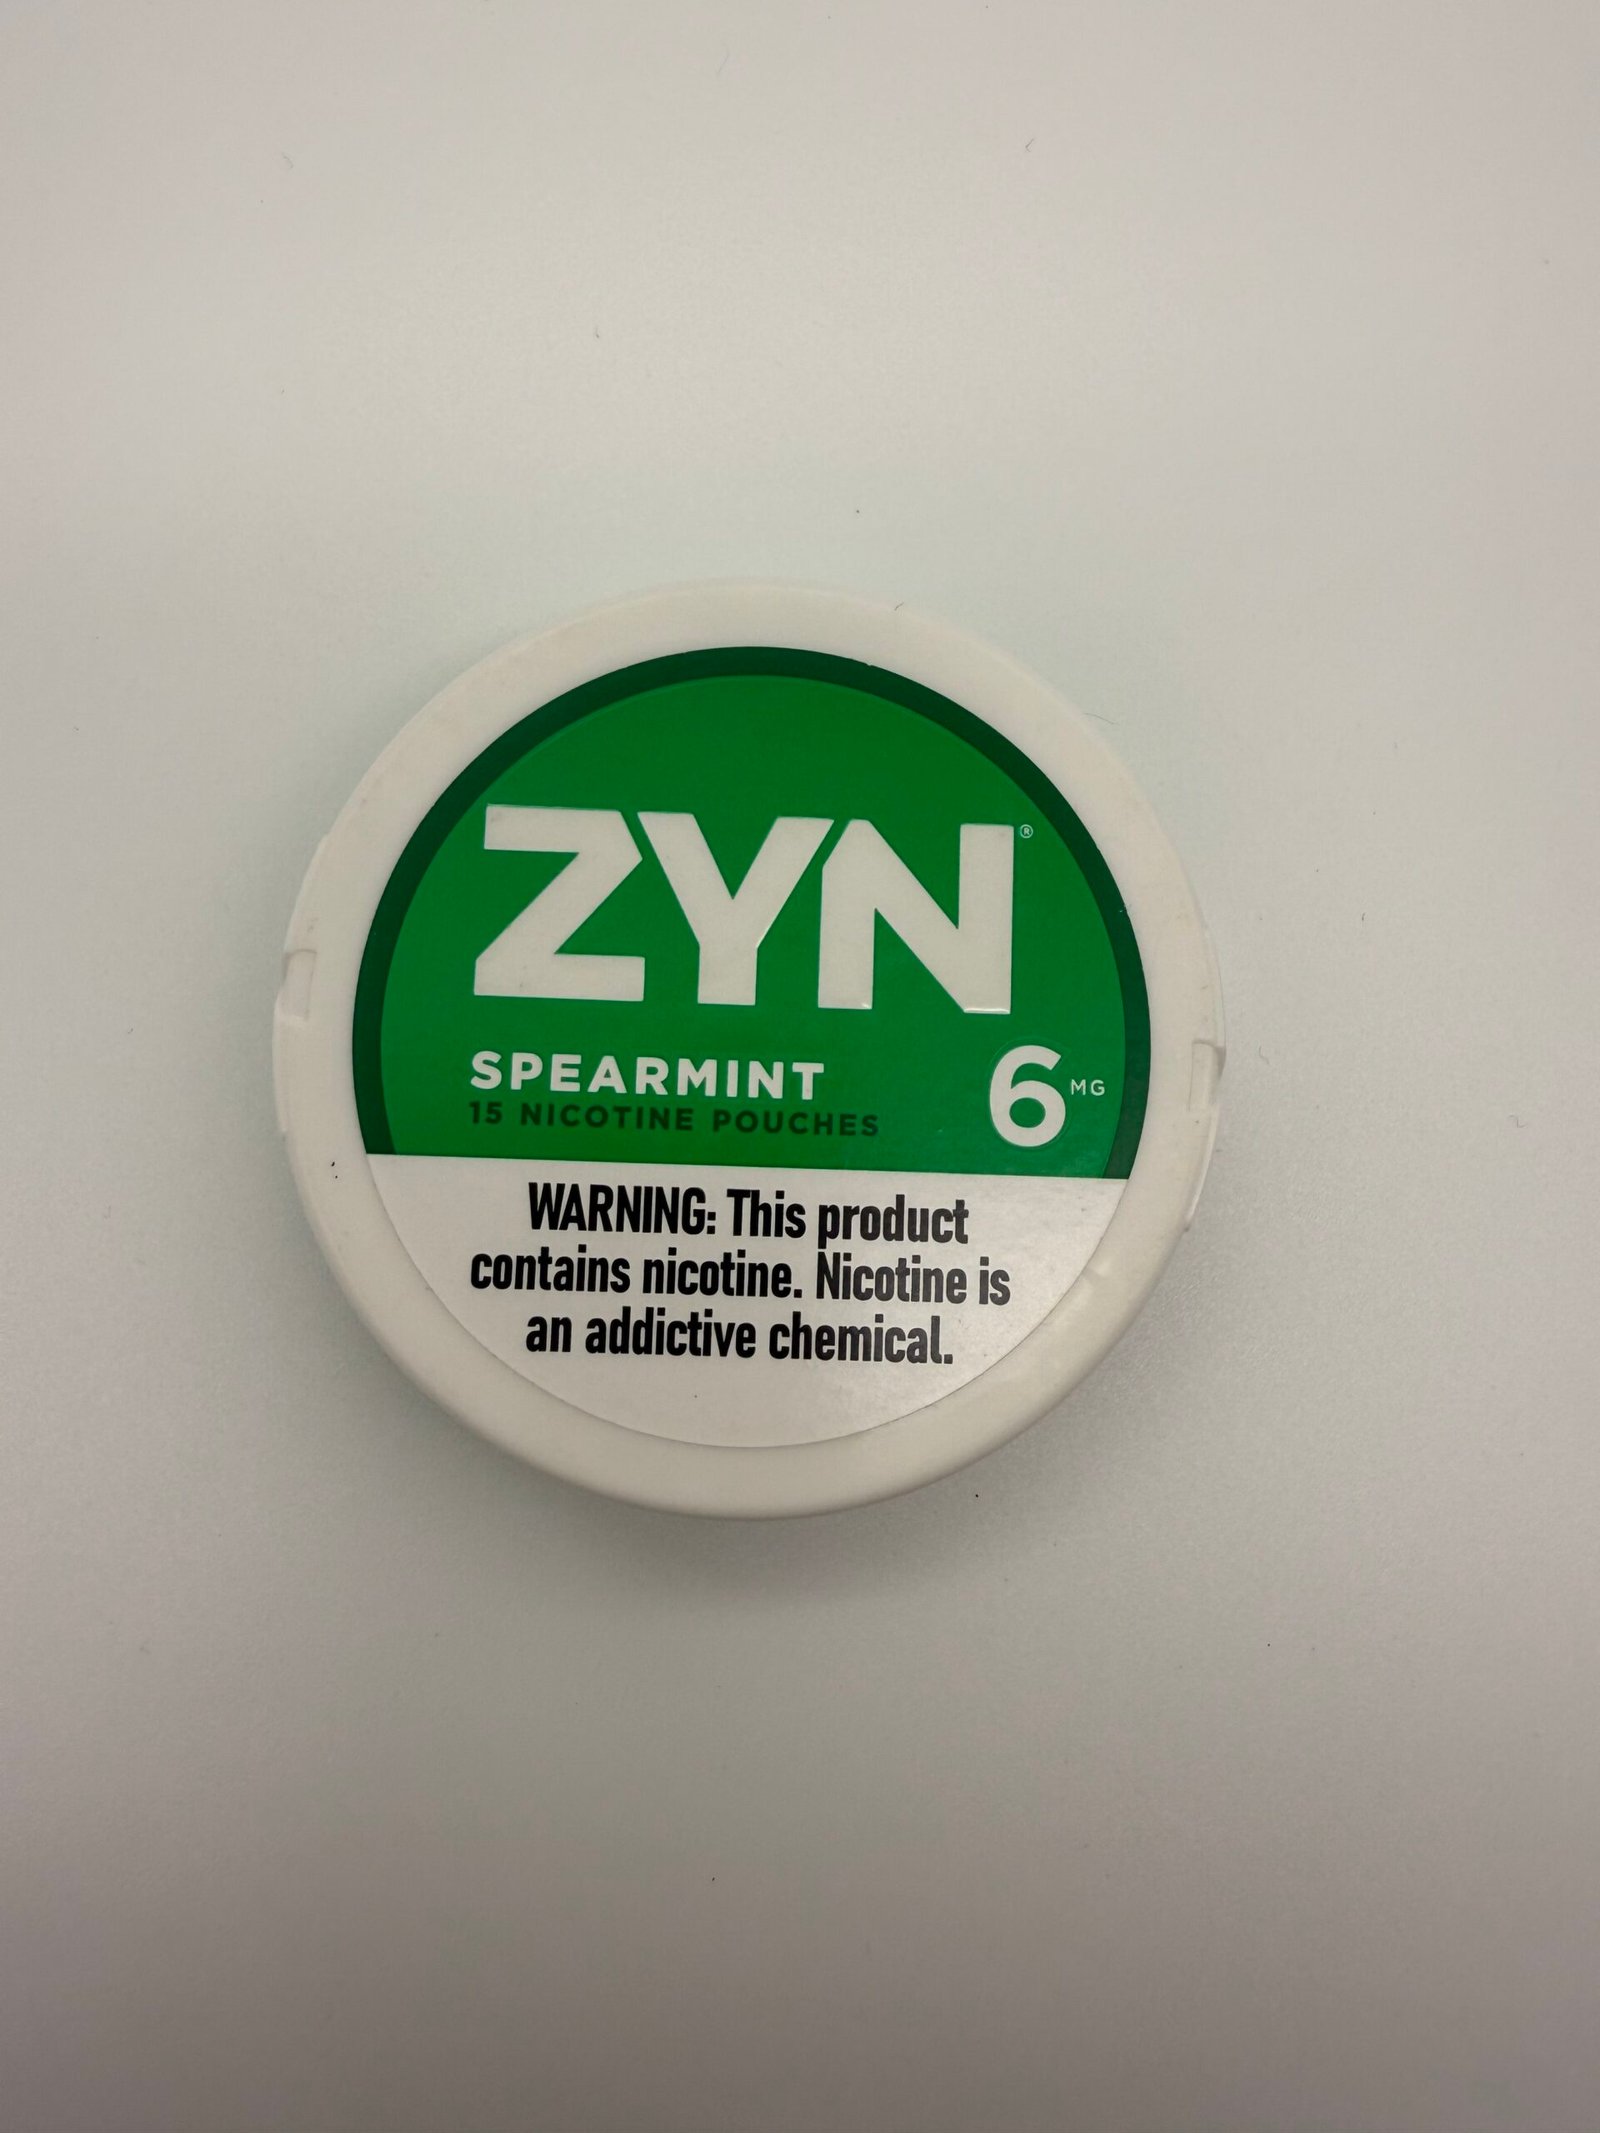 ZYN®
SPEARMINT
15 NICOTINE POUCHES
6 MG
WARNING: This product
contains nicotine. Nicotine is
an addictive chemical.